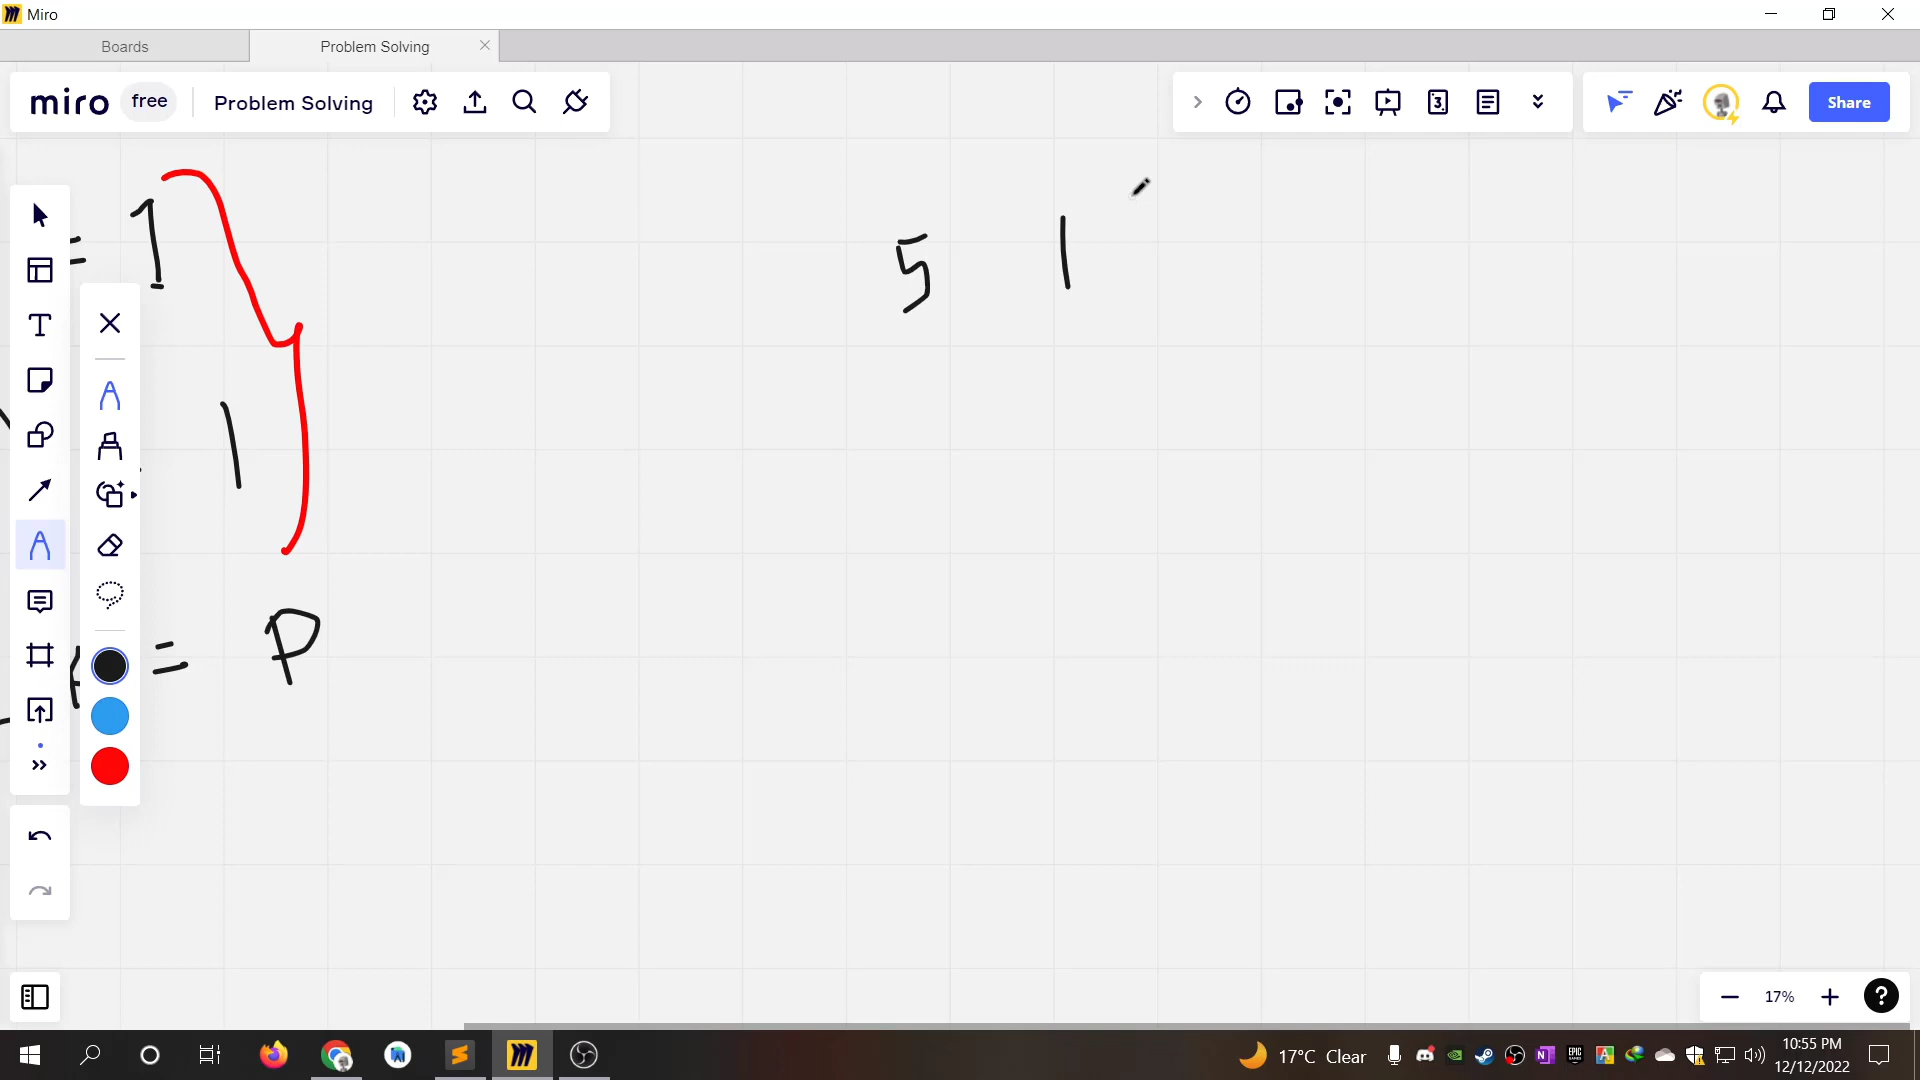 Miro
Boards
Problem Solving
miro free Problem Solving
3
Share
= 1
5 1
1
= P
17%
?
17°C Clear
10:55 PM
12/12/2022